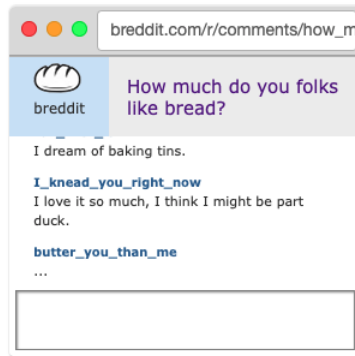 breddit.com/r/comments/how_m
breddit
How much do you folks
like bread?
I dream of baking tins.
I_knead_you_right_now
I love it so much, I think I might be part
duck.
butter_you_than_me
...